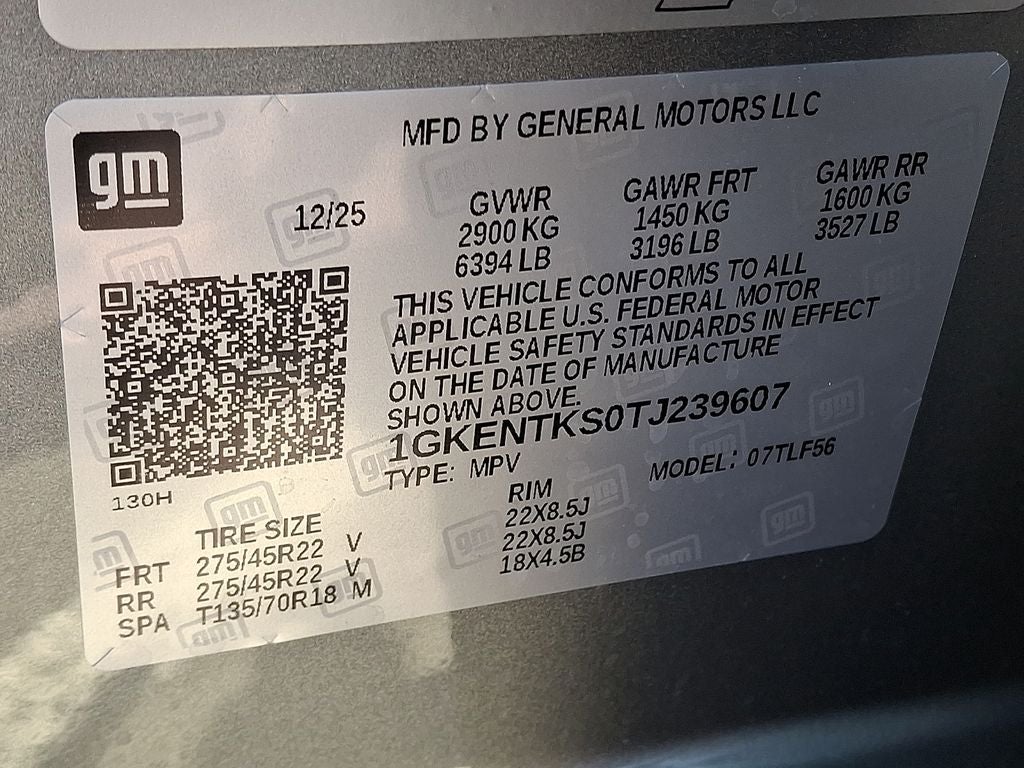 gm
MFD BY GENERAL MOTORS LLC
12/25
GVWR
2900 KG
6394 LB
GAWR FRT
1450 KG
3196 LB
GAWR RR
1600 KG
3527 LB
THIS VEHICLE CONFORMS TO ALL
APPLICABLE U.S. FEDERAL MOTOR
VEHICLE SAFETY STANDARDS IN EFFECT
ON THE DATE OF MANUFACTURE
SHOWN ABOVE.
1GKENTKS0TJ239607
TYPE: MPV MODEL: 07TLF56
130H
TIRE SIZE RIM
FRT 275/45R22 V 22X8.5J
RR 275/45R22 V 22X8.5J
SPA T135/70R18 M 18X4.5B